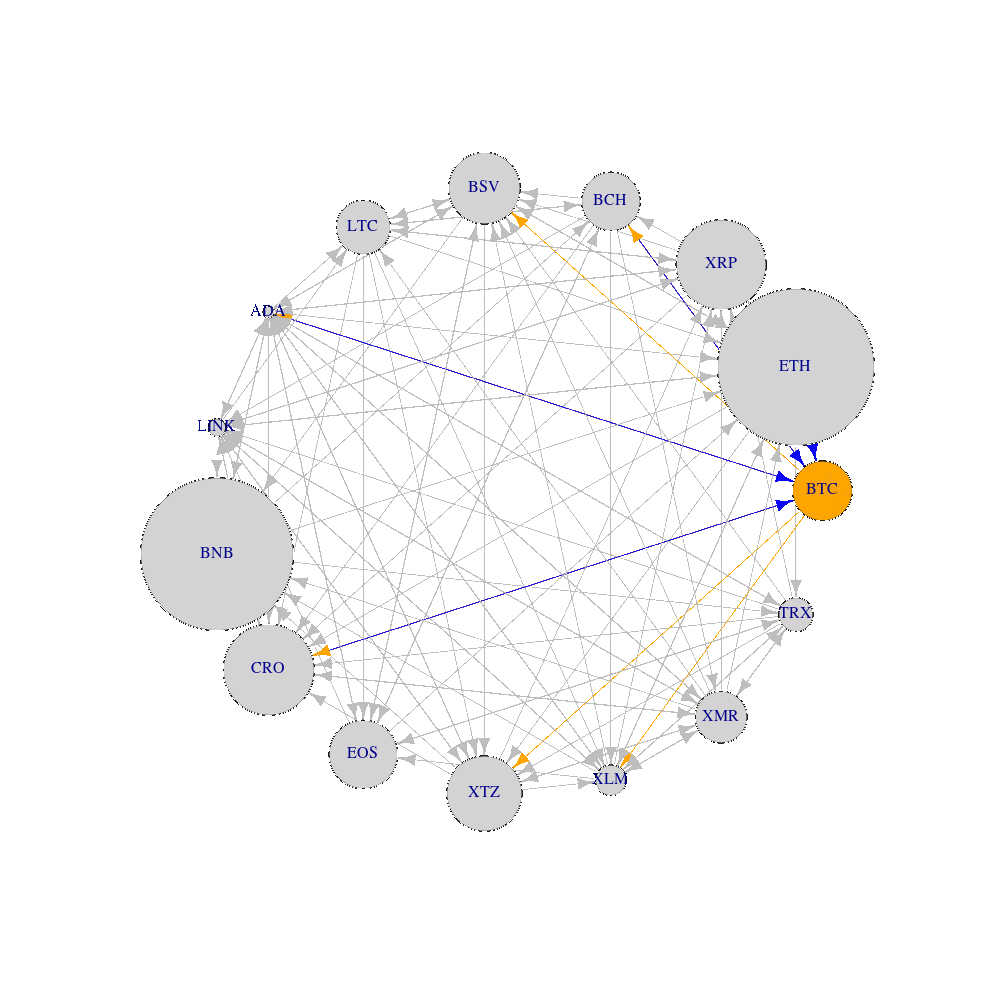 BSV
BCH
LTC
XRP
ADA
ETH
LINK
BTC
BNB
TRX
CRO
XMR
EOS
XLM
XTZ